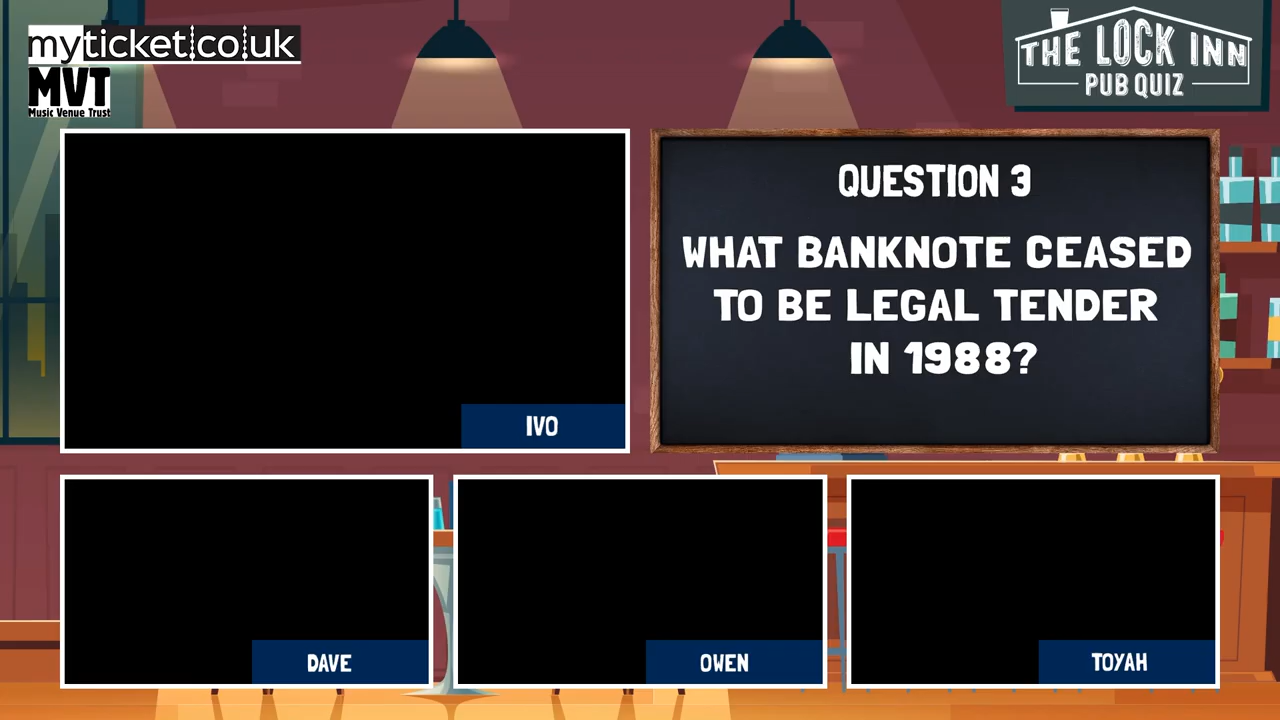 myticket.co.uk
MVT
Music Venue Trust
THE LOCK INN
PUB QUIZ
QUESTION 3
WHAT BANKNOTE CEASED
TO BE LEGAL TENDER
IN 1988?
IVO
DAVE
OWEN
TOYAH